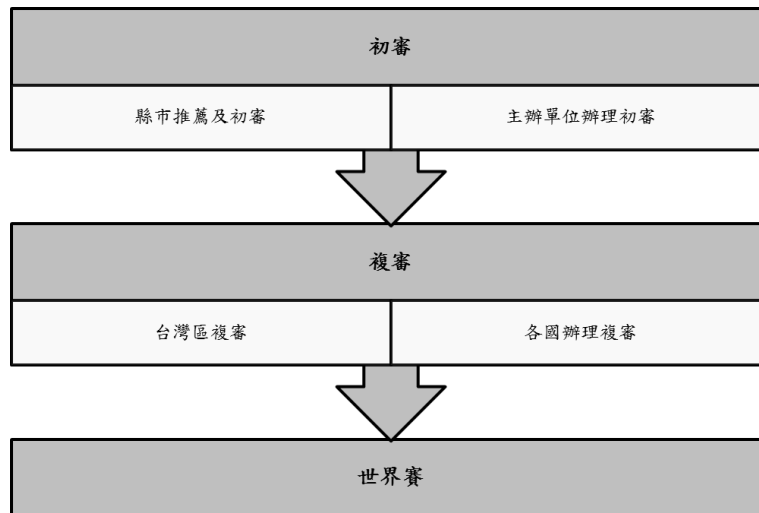 初審
縣市推薦及初審
主辦單位辦理初審
複審
台灣區複審
各國辦理複審
世界賽